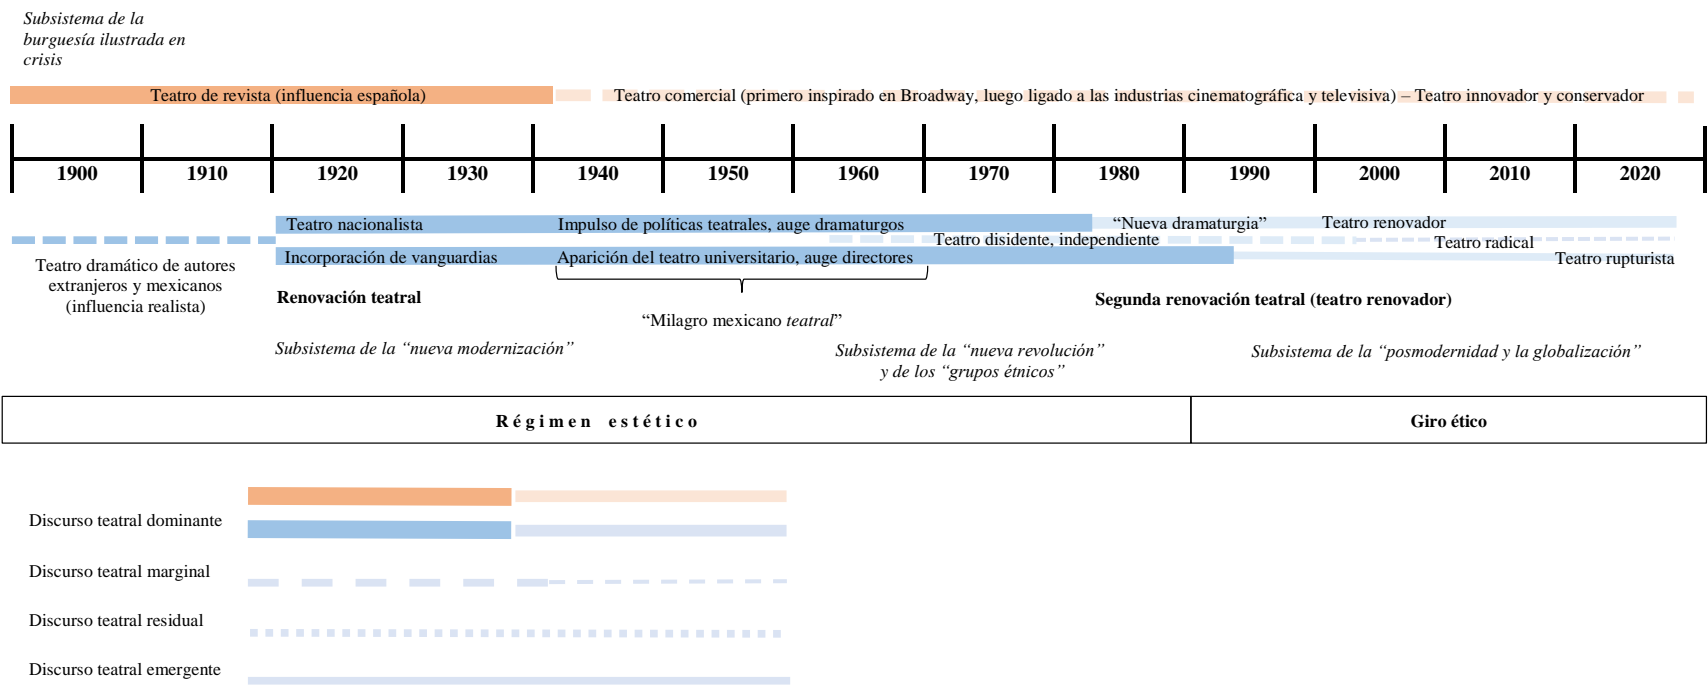 Subsistema de la
burguesía ilustrada en
crisis
Teatro de revista (influencia española)
Teatro comercial (primero inspirado en Broadway, luego ligado a las industrias cinematográfica y televisiva) – Teatro innovador y conservador
1900 1910 1920 1930 1940 1950 1960 1970 1980 1990 2000 2010 2020
Teatro nacionalista
Impulso de políticas teatrales, auge dramaturgos
“Nueva dramaturgia”
Teatro renovador
Teatro disidente, independiente
Teatro radical
Incorporación de vanguardias
Aparición del teatro universitario, auge directores
Teatro rupturista
Teatro dramático de autores
extranjeros y mexicanos
(influencia realista)
Renovación teatral
Segunda renovación teatral (teatro renovador)
“Milagro mexicano teatral”
Subsistema de la “nueva modernización”
Subsistema de la “nueva revolución”
y de los “grupos étnicos”
Subsistema de la “posmodernidad y la globalización”
Régimen estético
Giro ético
Discurso teatral dominante
Discurso teatral marginal
Discurso teatral residual
Discurso teatral emergente